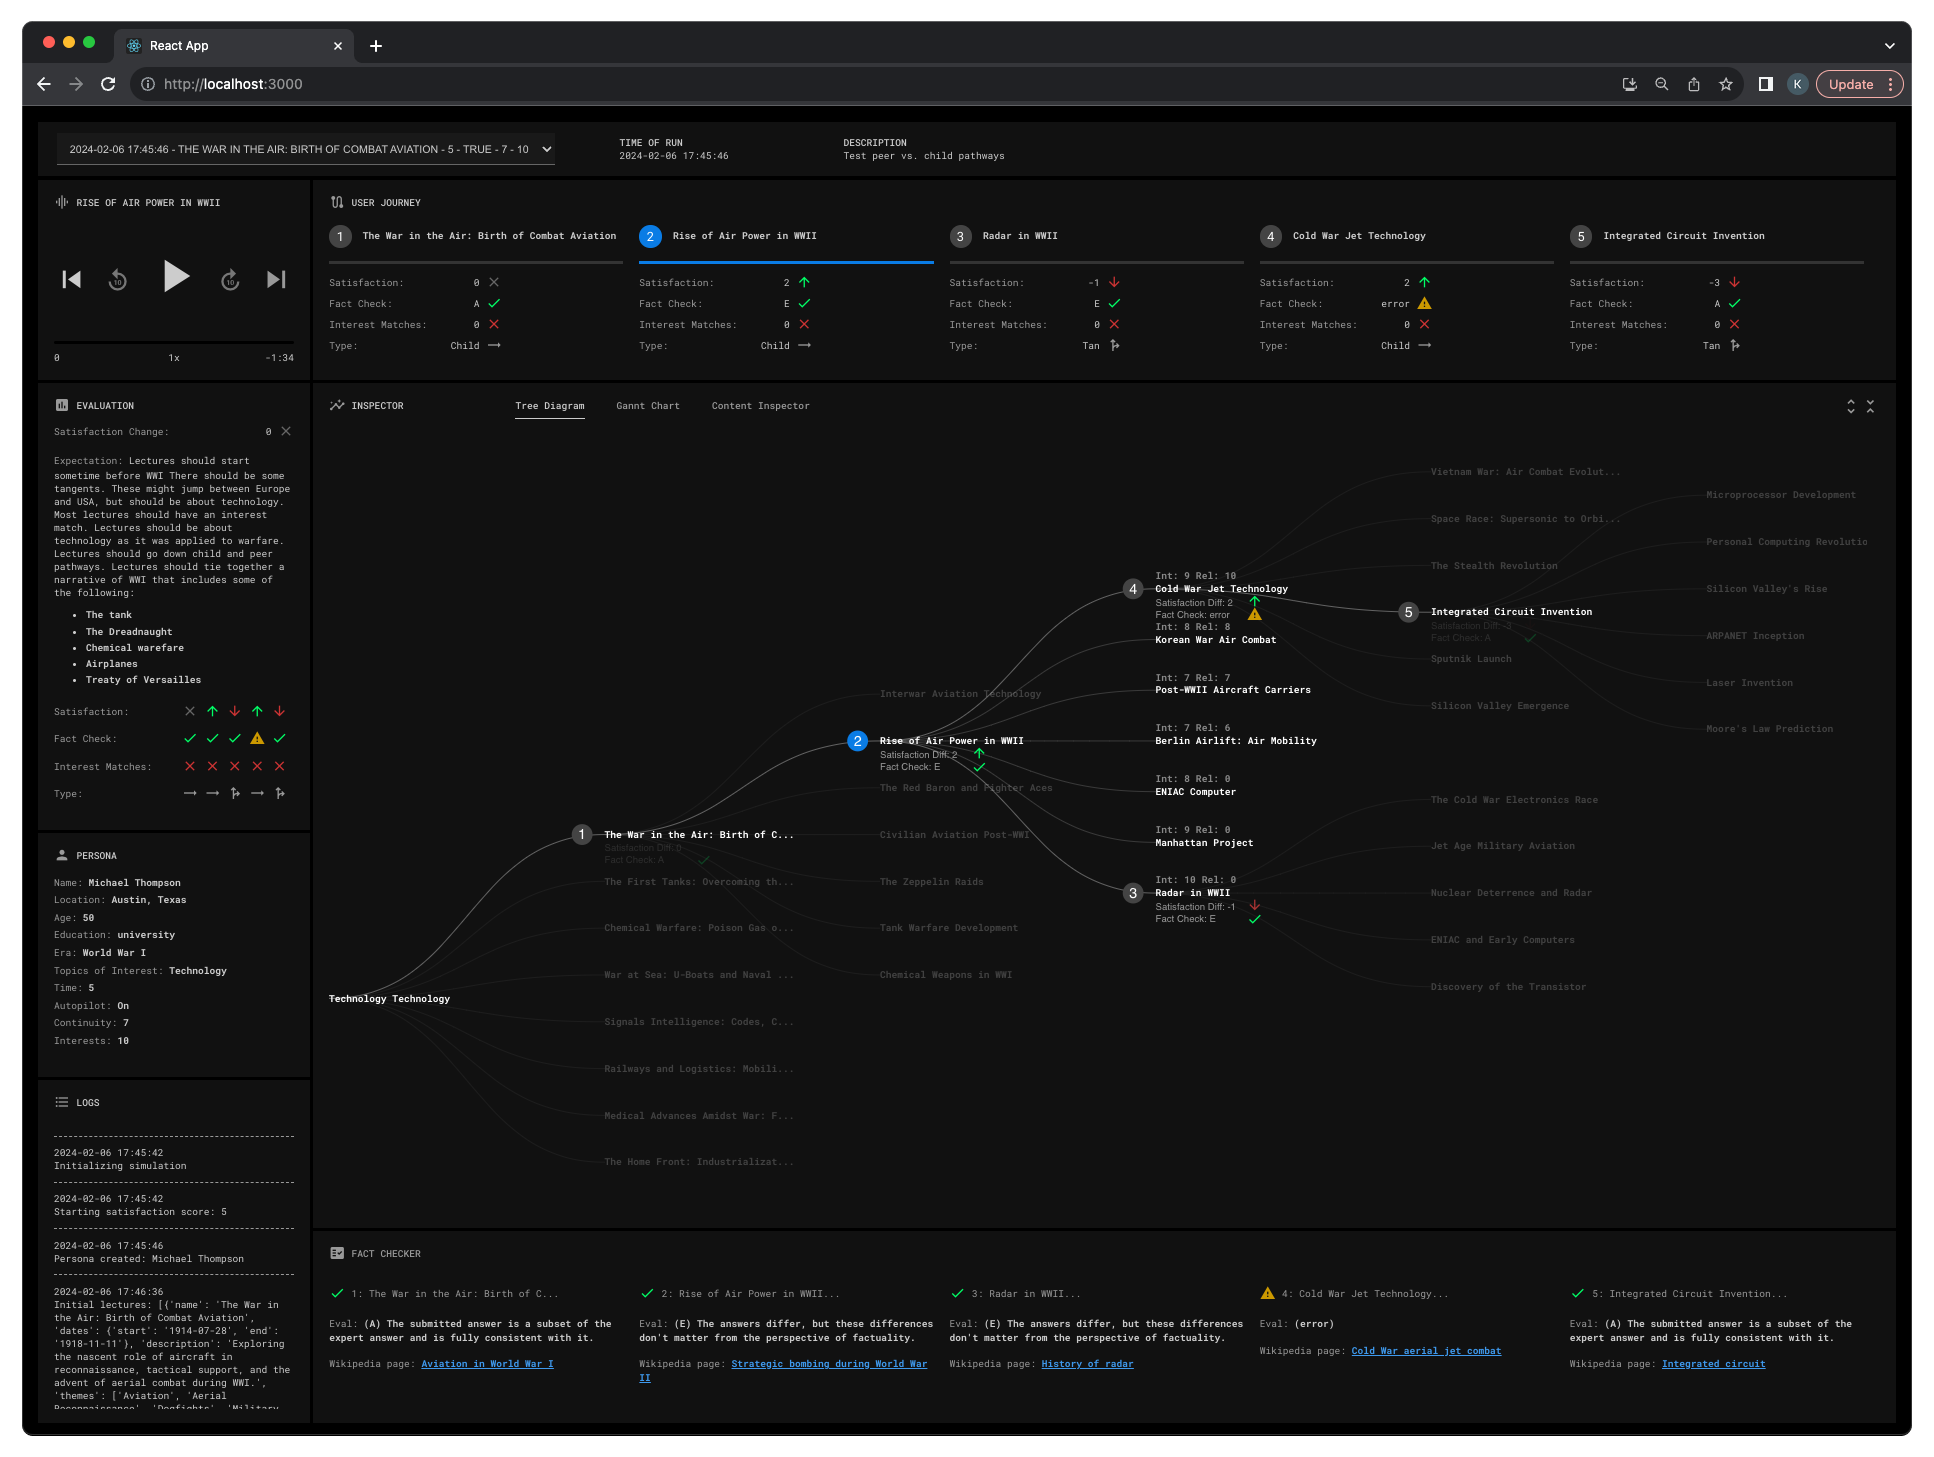 React App
http://localhost:3000
K
Update
2024-02-06 17:45:46 - THE WAR IN THE AIR: BIRTH OF COMBAT AVIATION - 5 - TRUE - 7 - 10
TIME OF RUN
2024-02-06 17:45:46
DESCRIPTION
Test peer vs. child pathways
RISE OF AIR POWER IN WWII
10
10
0 1x -1:34
USER JOURNEY
1 The War in the Air: Birth of Combat Aviation
Satisfaction: 0
Fact Check: A
Interest Matches: 0
Type: Child
2 Rise of Air Power in WWII
Satisfaction: 2
Fact Check: E
Interest Matches: 0
Type: Child
3 Radar in WWII
Satisfaction: -1
Fact Check: E
Interest Matches: 0
Type: Tan
4 Cold War Jet Technology
Satisfaction: 2
Fact Check: error
Interest Matches: 0
Type: Child
5 Integrated Circuit Invention
Satisfaction: -3
Fact Check: A
Interest Matches: 0
Type: Tan
EVALUATION
Satisfaction Change: 0
Expectation: Lectures should start
sometime before WWI There should be some
tangents. These might jump between Europe
and USA, but should be about technology.
Most lectures should have an interest
match. Lectures should be about
technology as it was applied to warfare.
Lectures should go down child and peer
pathways. Lectures should tie together a
narrative of WWI that includes some of
the following:
• The tank
• The Dreadnaught
• Chemical warefare
• Airplanes
• Treaty of Versailles
Satisfaction:
Fact Check:
Interest Matches:
Type:
PERSONA
Name: Michael Thompson
Location: Austin, Texas
Age: 50
Education: university
Era: World War I
Topics of Interest: Technology
Time: 5
Autopilot: On
Continuity: 7
Interests: 10
LOGS
2024-02-06 17:45:42
Initializing simulation
2024-02-06 17:45:42
Starting satisfaction score: 5
2024-02-06 17:45:46
Persona created: Michael Thompson
2024-02-06 17:46:36
Initial lectures: [{'name': 'The War in
the Air: Birth of Combat Aviation',
'dates': {'start': '1914-07-28', 'end':
'1918-11-11'}, 'description': 'Exploring
the nascent role of aircraft in
reconnaissance, tactical support, and the
advent of aerial combat during WWI.',
'themes': ['Aviation', 'Aerial
Reconnaissance', 'Dogfights', 'Military
INSPECTOR
Tree Diagram Gannt Chart Content Inspector
Technology Technology
1 The War in the Air: Birth of C...
Satisfaction Diff: 0
Fact Check: A
The First Tanks: Overcoming th...
Chemical Warfare: Poison Gas o...
War at Sea: U-Boats and Naval ...
Signals Intelligence: Codes, C...
Railways and Logistics: Mobili...
Medical Advances Amidst War: F...
The Home Front: Industrializat...
Interwar Aviation Technology
2 Rise of Air Power in WWII
Satisfaction Diff: 2
Fact Check: E
The Red Baron and Fighter Aces
Civilian Aviation Post-WWI
The Zeppelin Raids
Tank Warfare Development
Chemical Weapons in WWI
Int: 9 Rel: 10
4 Cold War Jet Technology
Satisfaction Diff: 2
Fact Check: error
Int: 8 Rel: 8
Korean War Air Combat
Int: 7 Rel: 7
Post-WWII Aircraft Carriers
Int: 7 Rel: 6
Berlin Airlift: Air Mobility
Int: 8 Rel: 0
ENIAC Computer
Int: 9 Rel: 0
Manhattan Project
Int: 10 Rel: 0
3 Radar in WWII
Satisfaction Diff: -1
Fact Check: E
Vietnam War: Air Combat Evolut...
Space Race: Supersonic to Orbi...
The Stealth Revolution
5 Integrated Circuit Invention
Satisfaction Diff: -3
Fact Check: A
Sputnik Launch
Silicon Valley Emergence
The Cold War Electronics Race
Jet Age Military Aviation
Nuclear Deterrence and Radar
ENIAC and Early Computers
Discovery of the Transistor
Microprocessor Development
Personal Computing Revolutio
Silicon Valley's Rise
ARPANET Inception
Laser Invention
Moore's Law Prediction
FACT CHECKER
1: The War in the Air: Birth of C...
Eval: (A) The submitted answer is a subset of the
expert answer and is fully consistent with it.
Wikipedia page: Aviation in World War I
2: Rise of Air Power in WWII...
Eval: (E) The answers differ, but these differences
don't matter from the perspective of factuality.
Wikipedia page: Strategic bombing during World War
II
3: Radar in WWII...
Eval: (E) The answers differ, but these differences
don't matter from the perspective of factuality.
Wikipedia page: History of radar
4: Cold War Jet Technology...
Eval: (error)
Wikipedia page: Cold War aerial jet combat
5: Integrated Circuit Invention...
Eval: (A) The submitted answer is a subset of the
expert answer and is fully consistent with it.
Wikipedia page: Integrated circuit